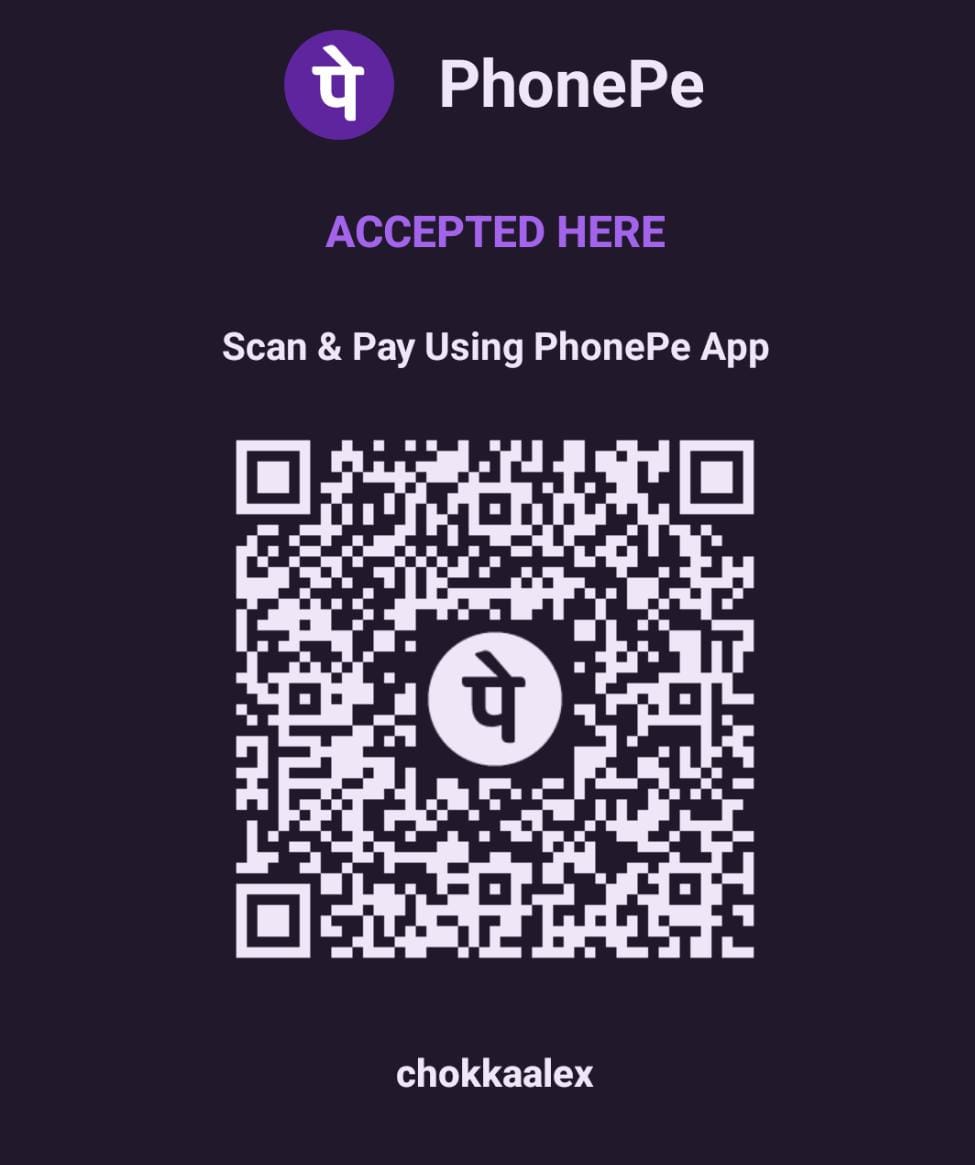 पे PhonePe
ACCEPTED HERE
Scan & Pay Using PhonePe App
पे
chokkaalex